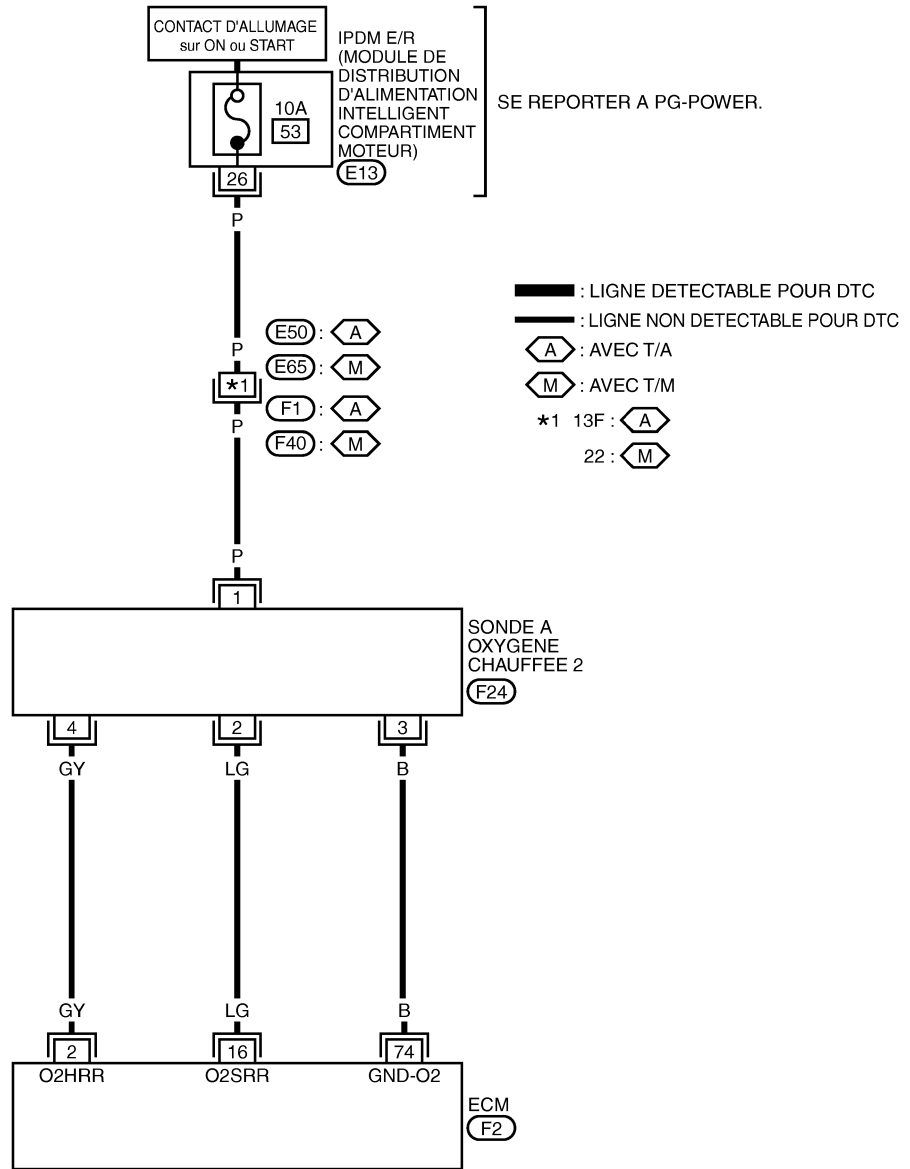 CONTACT D'ALLUMAGE
sur ON ou START
IPDM E/R
(MODULE DE
DISTRIBUTION
D'ALIMENTATION
INTELLIGENT
COMPARTIMENT
MOTEUR)
E13
10A
53
26
SE REPORTER A PG-POWER.
P
P
*1
P
E50 : A
E65 : M
F1 : A
F40 : M
: LIGNE DETECTABLE POUR DTC
: LIGNE NON DETECTABLE POUR DTC
A : AVEC T/A
M : AVEC T/M
*1 13F : A
22 : M
P
1
SONDE A
OXYGENE
CHAUFFEE 2
F24
4 2 3
GY LG B
GY LG B
2 16 74
O2HRR O2SRR GND-O2
ECM
F2